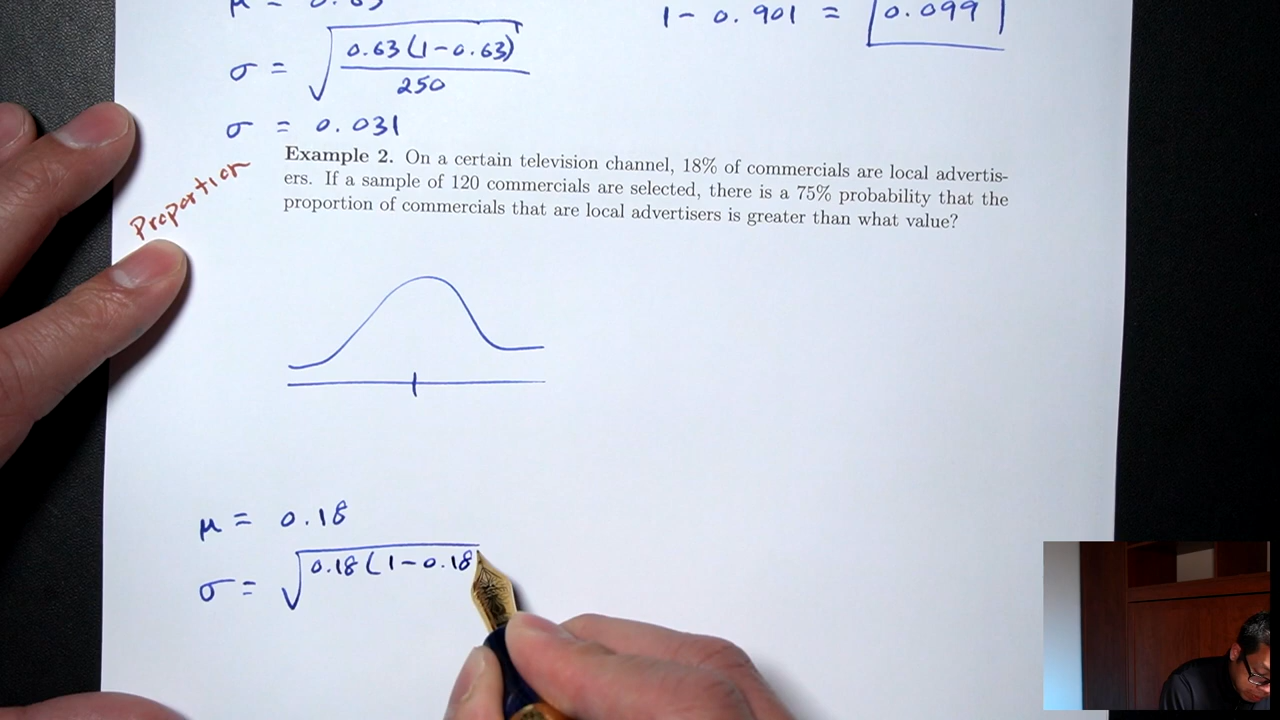 μ = 0.63
1 - 0.901 = 0.099
σ = √ 0.63 (1-0.63)
250
σ = 0.031
Proportion
Example 2. On a certain television channel, 18% of commercials are local advertis-
ers. If a sample of 120 commercials are selected, there is a 75% probability that the
proportion of commercials that are local advertisers is greater than what value?
μ = 0.18
σ = √ 0.18 (1-0.18